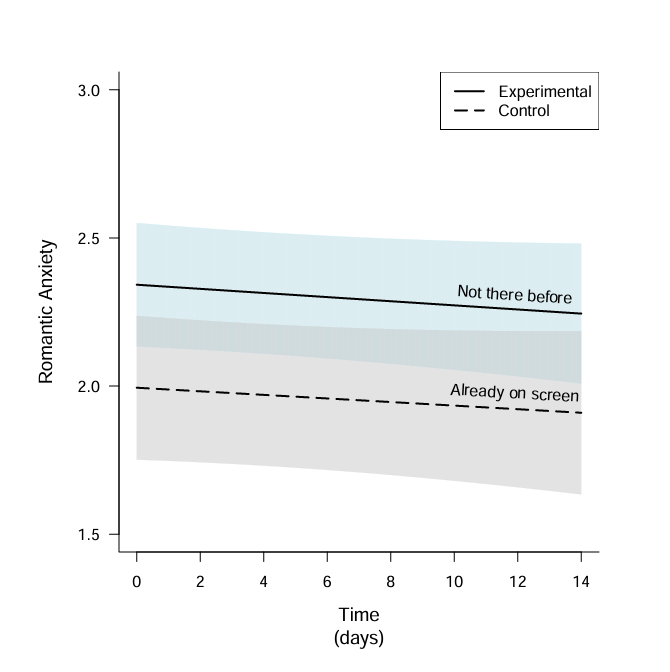 3.0
2.5
2.0
1.5
Romantic Anxiety
Experimental
Control
Not there before
Already on screen
0 2 4 6 8 10 12 14
Time
(days)